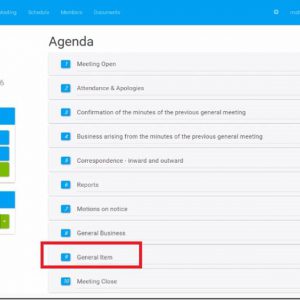 Schedule
Members
Documents
Agenda
1 Meeting Open
2 Attendance & Apologies
3 Confirmation of the minutes of the previous general meeting
4 Business arising from the minutes of the previous general meeting
5 Correspondence - inward and outward
6 Reports
7 Motions on notice
8 General Business
9 General Item
10 Meeting Close